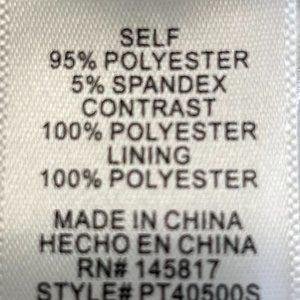 SELF
95% POLYESTER
5% SPANDEX
CONTRAST
100% POLYESTER
LINING
100% POLYESTER
MADE IN CHINA
HECHO EN CHINA
RN# 145817
STYLE# PT40500S